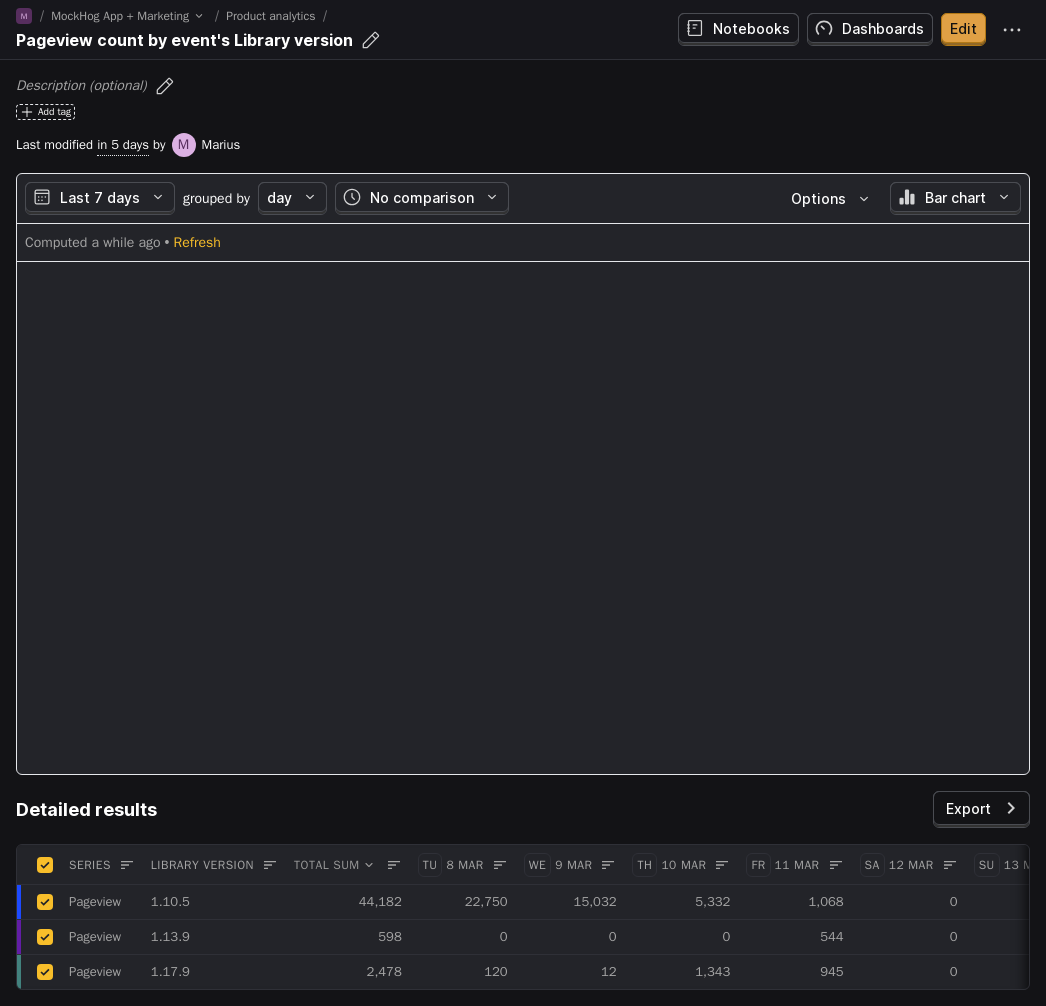 M / MockHog App + Marketing / Product analytics /
Pageview count by event's Library version
Notebooks Dashboards Edit
Description (optional)
Add tag
Last modified in 5 days by M Marius
Last 7 days grouped by day No comparison Options Bar chart
Computed a while ago • Refresh
Detailed results
Export
SERIES LIBRARY VERSION TOTAL SUM TU 8 MAR WE 9 MAR TH 10 MAR FR 11 MAR SA 12 MAR SU 13
Pageview 1.10.5 44,182 22,750 15,032 5,332 1,068 0
Pageview 1.13.9 598 0 0 0 544 0
Pageview 1.17.9 2,478 120 12 1,343 945 0